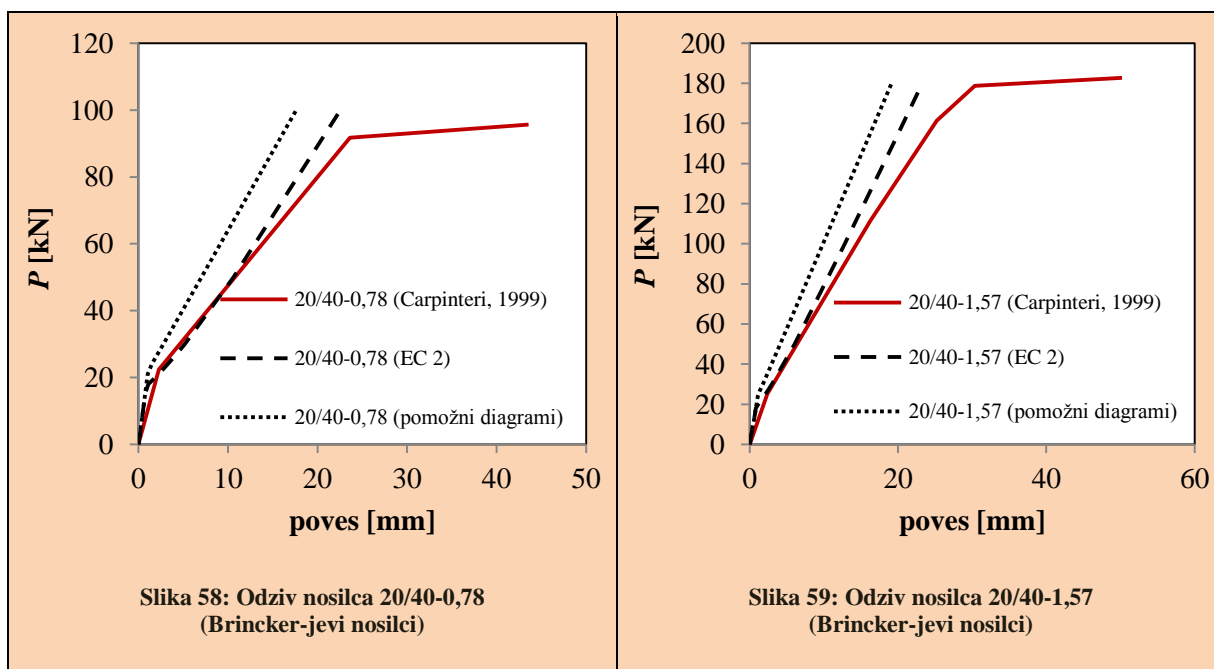 120
100
80
60
40
20
0
P [kN]
20/40-0,78 (Carpinteri, 1999)
20/40-0,78 (EC 2)
20/40-0,78 (pomožni diagrami)
0 10 20 30 40 50
poves [mm]
Slika 58: Odziv nosilca 20/40-0,78
(Brincker-jevi nosilci)
200
180
160
140
120
100
80
60
40
20
0
P [kN]
20/40-1,57 (Carpinteri, 1999)
20/40-1,57 (EC 2)
20/40-1,57 (pomožni diagrami)
0 20 40 60
poves [mm]
Slika 59: Odziv nosilca 20/40-1,57
(Brincker-jevi nosilci)